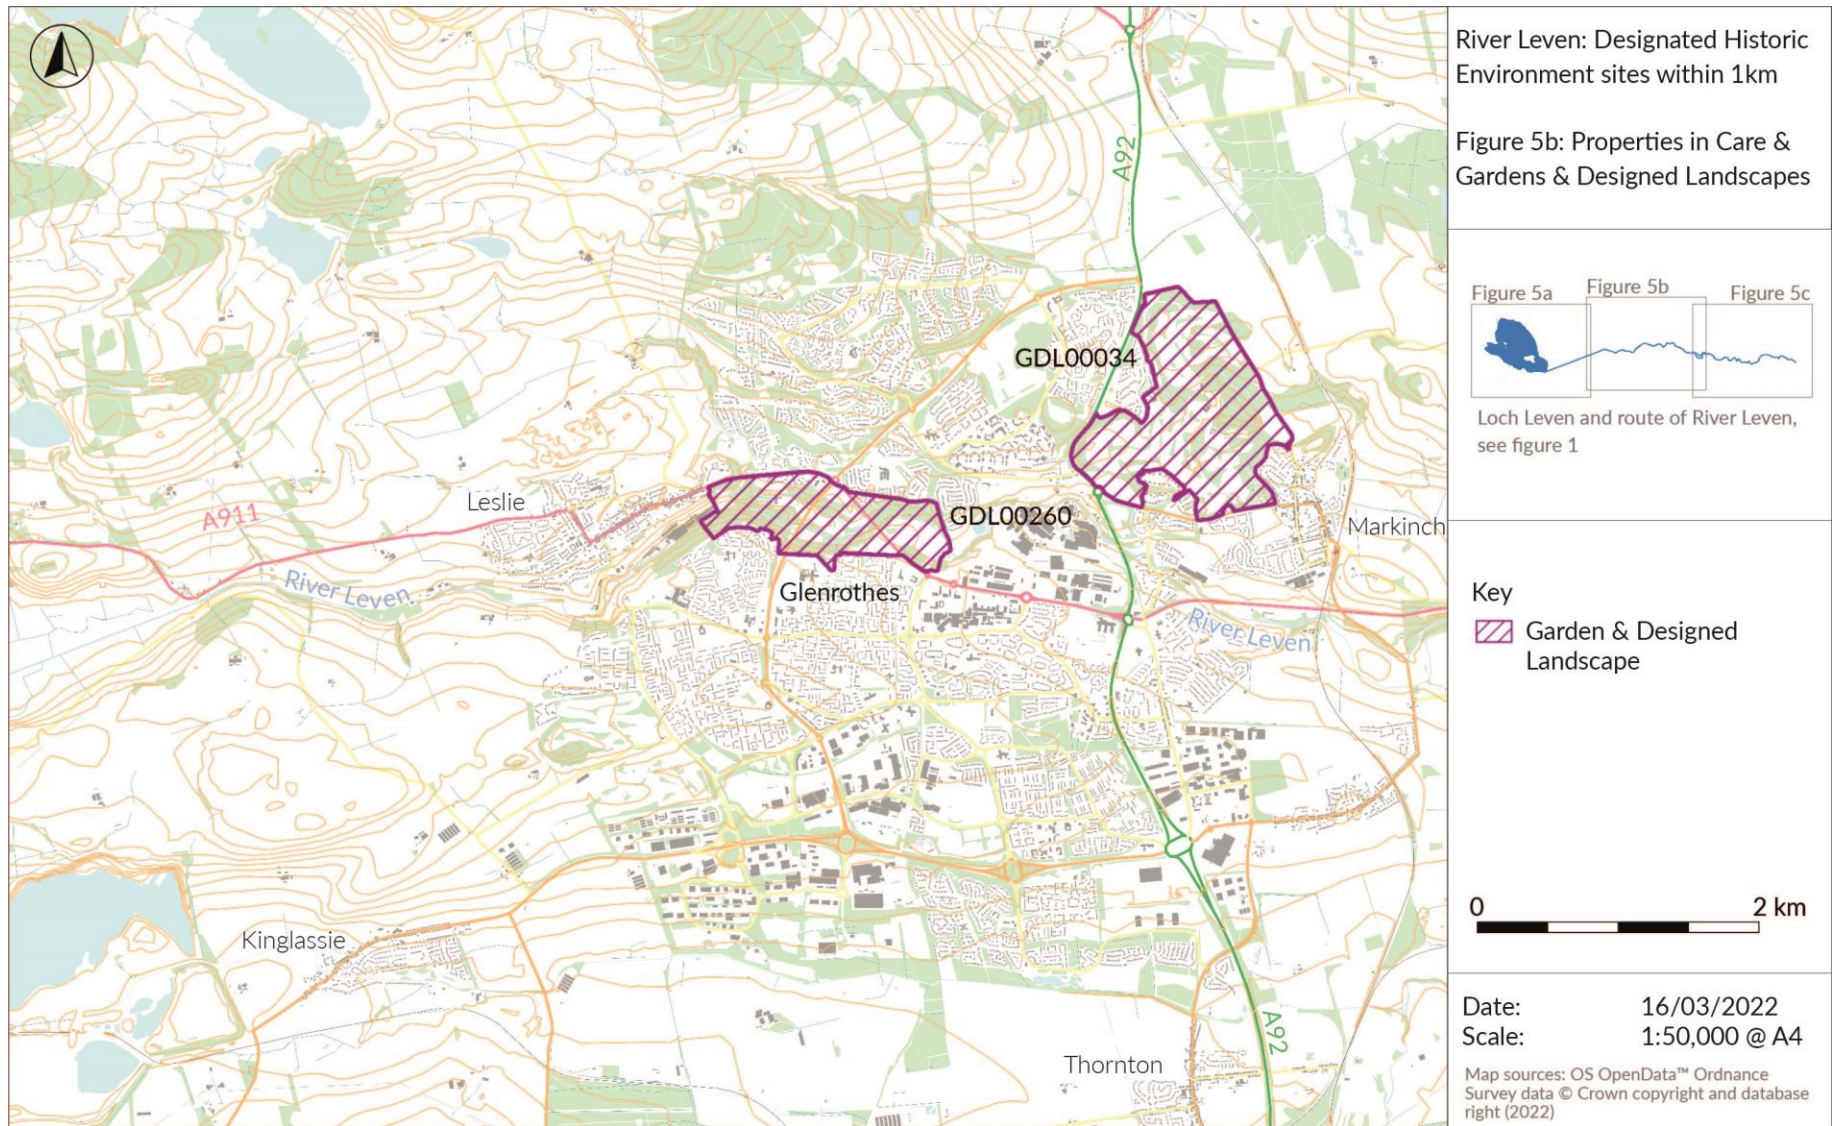 River Leven: Designated Historic
Environment sites within 1km
Figure 5b: Properties in Care &
Gardens & Designed Landscapes
Figure 5a
Figure 5b
Figure 5c
Loch Leven and route of River Leven,
see figure 1
Key
Garden & Designed
Landscape
0 2 km
Date: 16/03/2022
Scale: 1:50,000 @ A4
Map sources: OS OpenData™ Ordnance
Survey data © Crown copyright and database
right (2022)
A92
GDL00034
Leslie
A911
GDL00260
Markinch
River Leven
Glenrothes
River Leven
Kinglassie
A92
Thornton